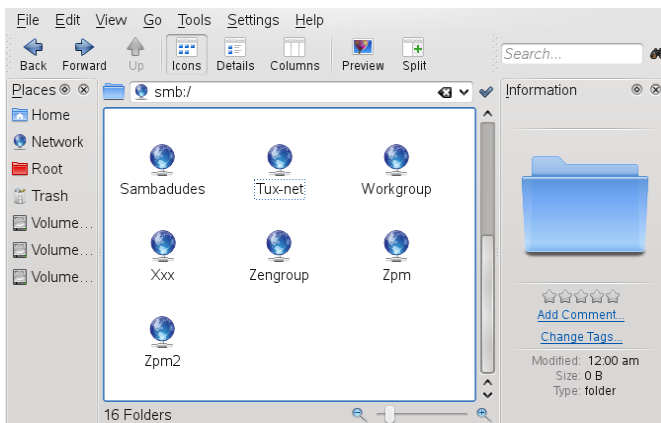 File Edit View Go Tools Settings Help
Back Forward Up Icons Details Columns Preview Split Search...
Places
Home
Network
Root
Trash
Volume...
Volume...
Volume...
smb:/
Sambadudes Tux-net Workgroup
Xxx Zengroup Zpm
Zpm2
16 Folders
Information
Add Comment...
Change Tags...
Modified: 12:00 am
Size: 0 B
Type: folder